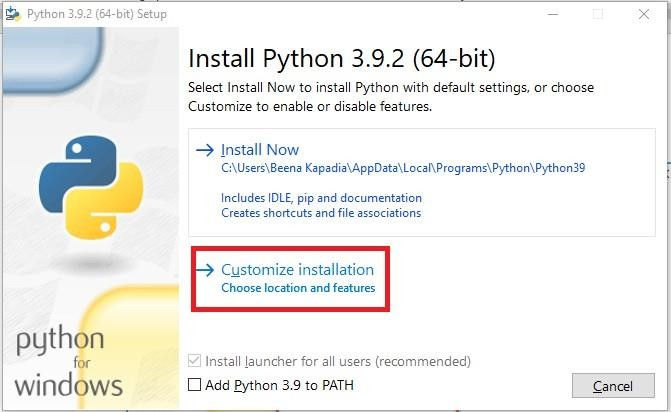 Python 3.9.2 (64-bit) Setup
Install Python 3.9.2 (64-bit)
Select Install Now to install Python with default settings, or choose
Customize to enable or disable features.
Install Now
C:\Users\Beena Kapadia\AppData\Local\Programs\Python\Python39
Includes IDLE, pip and documentation
Creates shortcuts and file associations
Customize installation
Choose location and features
python
for
windows
Install launcher for all users (recommended)
Add Python 3.9 to PATH
Cancel